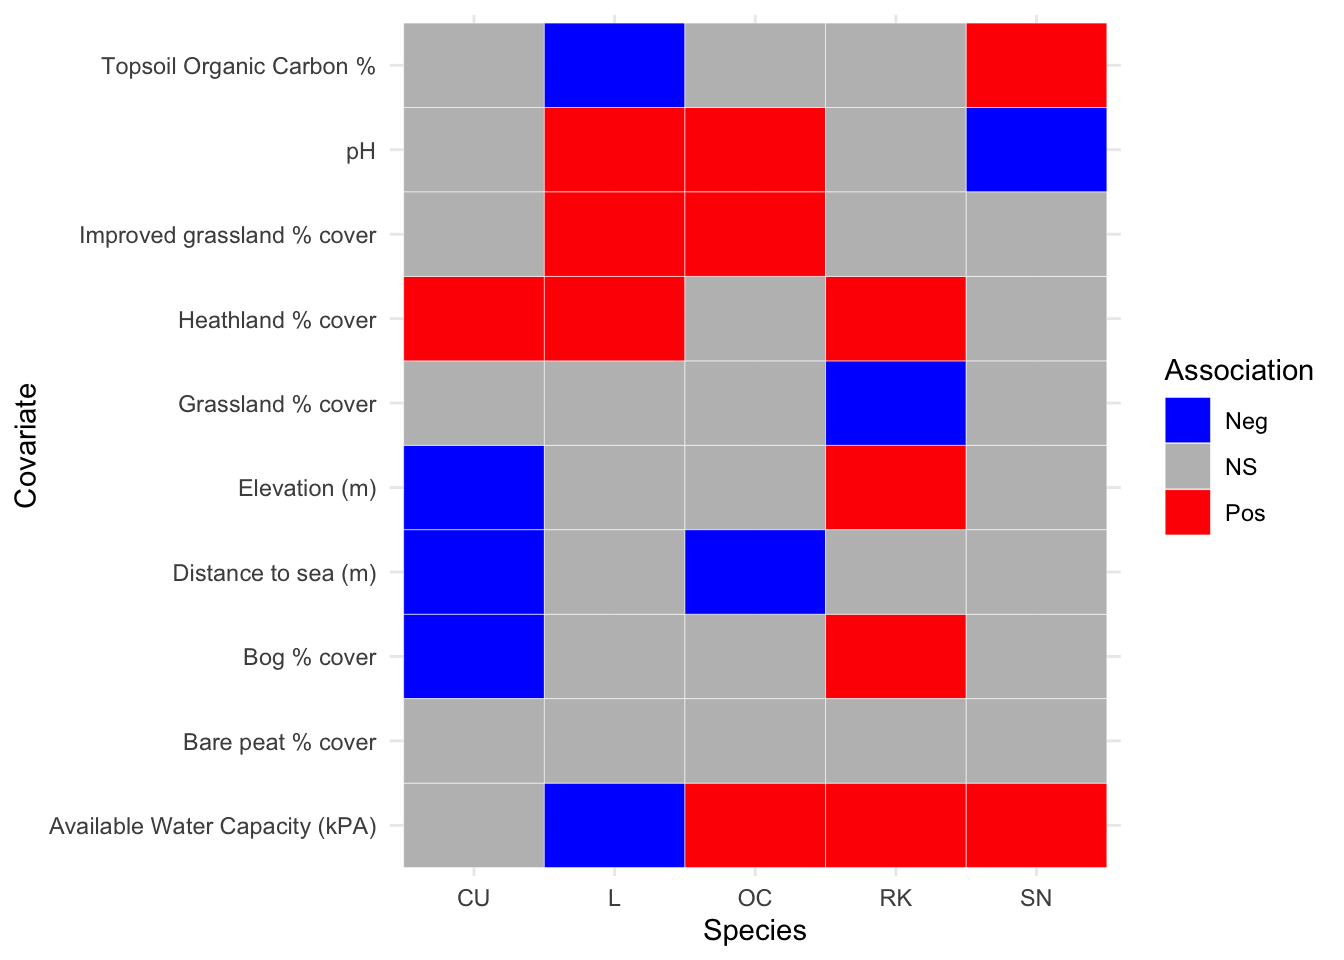 Topsoil Organic Carbon %
pH
Improved grassland % cover
Heathland % cover
Grassland % cover
Elevation (m)
Distance to sea (m)
Bog % cover
Bare peat % cover
Available Water Capacity (kPA)
Covariate
CU L OC RK SN
Species
Association
Neg
NS
Pos